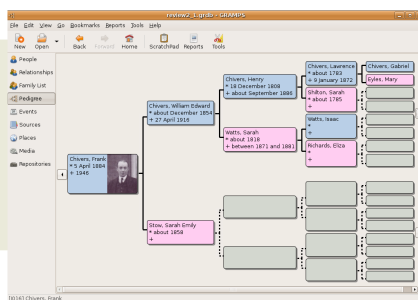 review2_1.grdb - GRAMPS
File Edit View Go Bookmarks Reports Tools Help
New Open Back Forward Home ScratchPad Reports Tools
People
Relationships
Family List
Pedigree
Events
Sources
Places
Media
Repositories
Chivers, Frank
* 5 April 1884
+ 1946
Chivers, William Edward
* about December 1854
+ 27 April 1916
Stow, Sarah Emily
* about 1858
+
Chivers, Henry
* 18 December 1808
+ about September 1886
Watts, Sarah
* about 1818
+ between 1871 and 1881
Chivers, Lawrence
* about 1783
+ 9 January 1872
Shilton, Sarah
* about 1785
+
Watts, Isaac
*
+
Richards, Eliza
*
+
Chivers, Gabriel
Eyles, Mary
[I016] Chivers, Frank